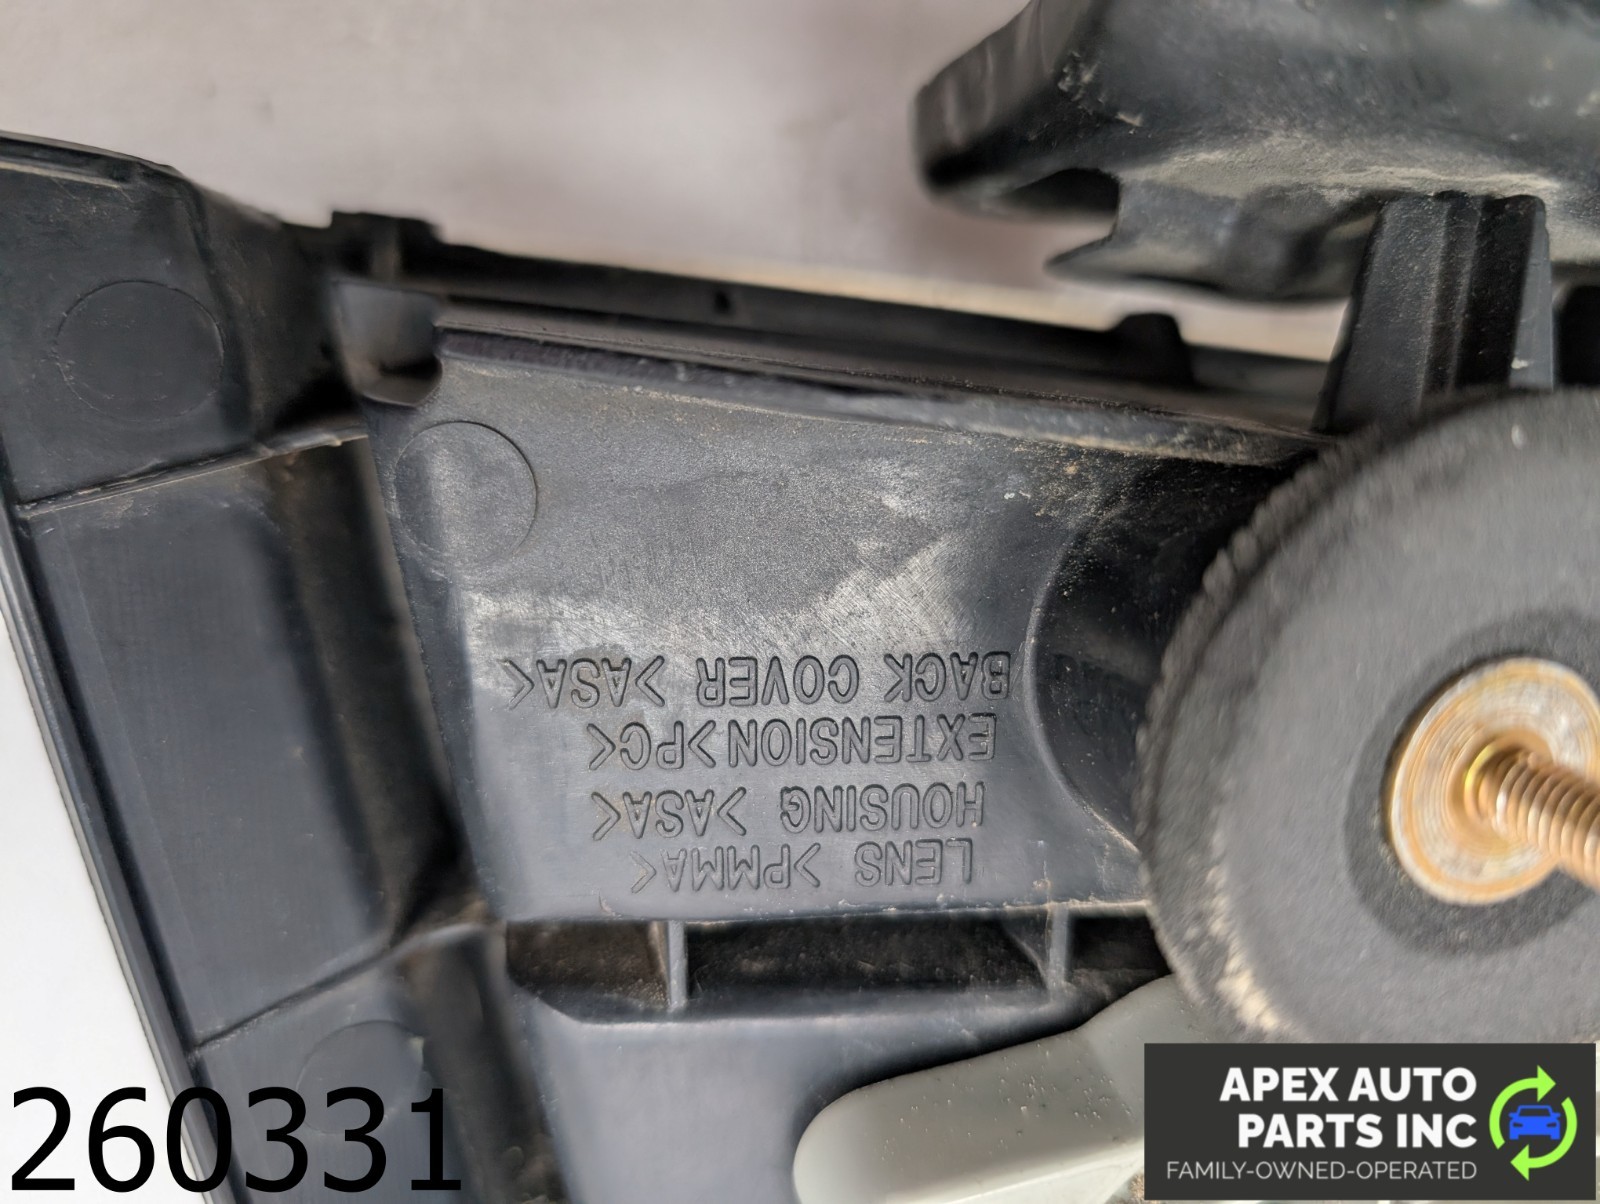 LENS >PMMA<
HOUSING >ASA<
EXTENSION >PC<
BACK COVER >ASA<
260331
APEX AUTO
PARTS INC
FAMILY-OWNED-OPERATED